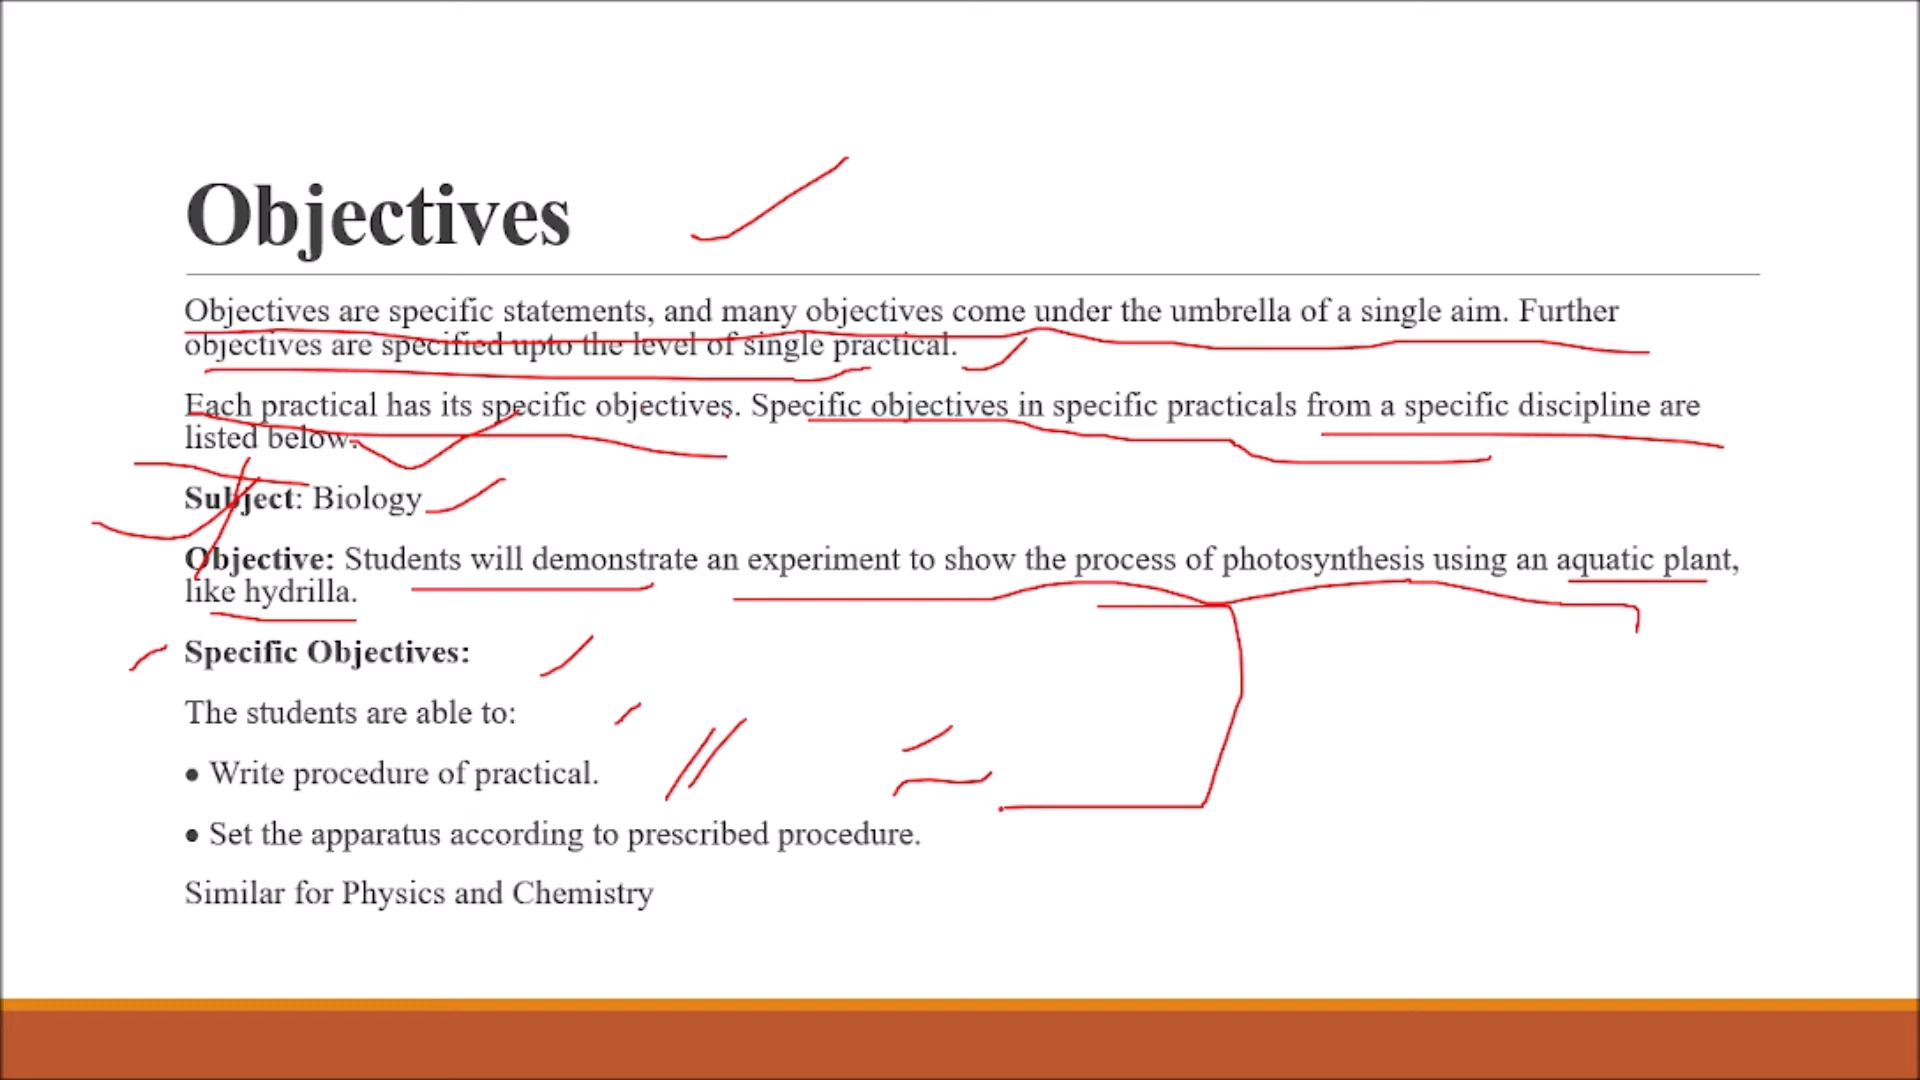 Objectives
Objectives are specific statements, and many objectives come under the umbrella of a single aim. Further
objectives are specified upto the level of single practical.
Each practical has its specific objectives. Specific objectives in specific practicals from a specific discipline are
listed below:
Subject: Biology
Objective: Students will demonstrate an experiment to show the process of photosynthesis using an aquatic plant,
like hydrilla.
Specific Objectives:
The students are able to:
• Write procedure of practical.
• Set the apparatus according to prescribed procedure.
Similar for Physics and Chemistry